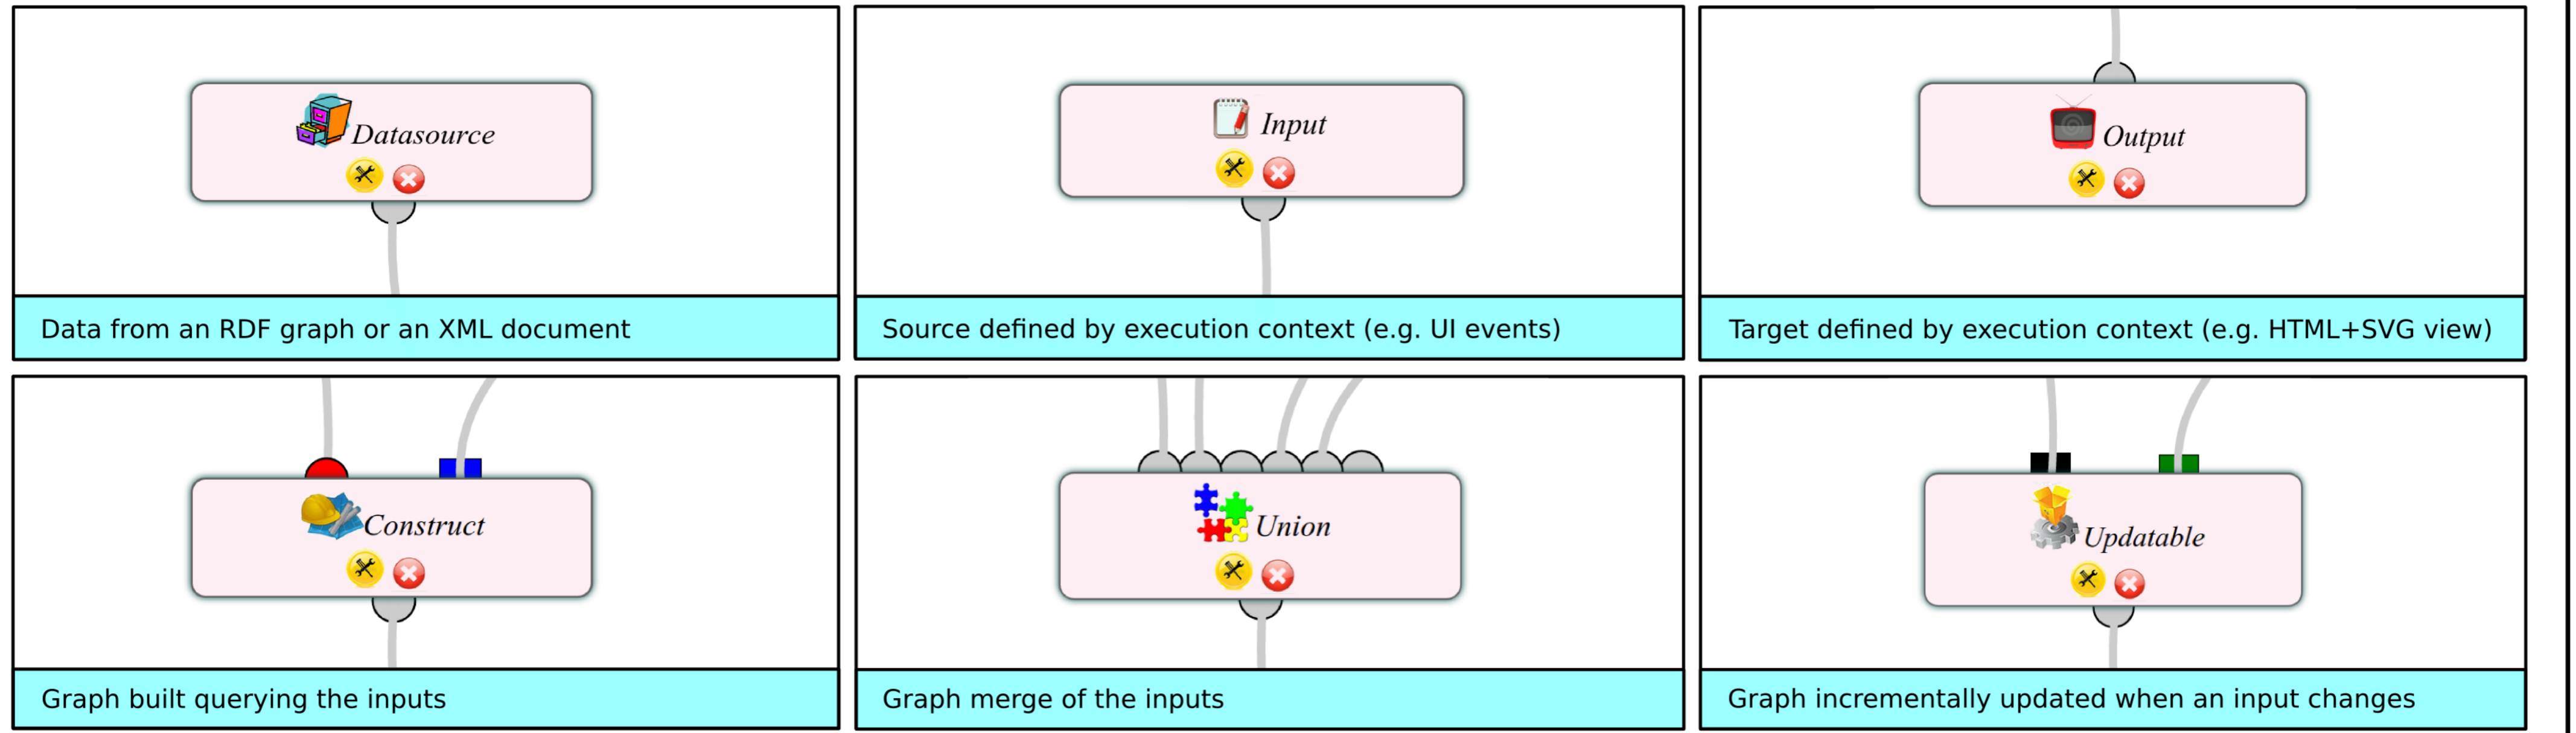 Datasource
Data from an RDF graph or an XML document
Input
Source defined by execution context (e.g. UI events)
Output
Target defined by execution context (e.g. HTML+SVG view)
Construct
Graph built querying the inputs
Union
Graph merge of the inputs
Updatable
Graph incrementally updated when an input changes